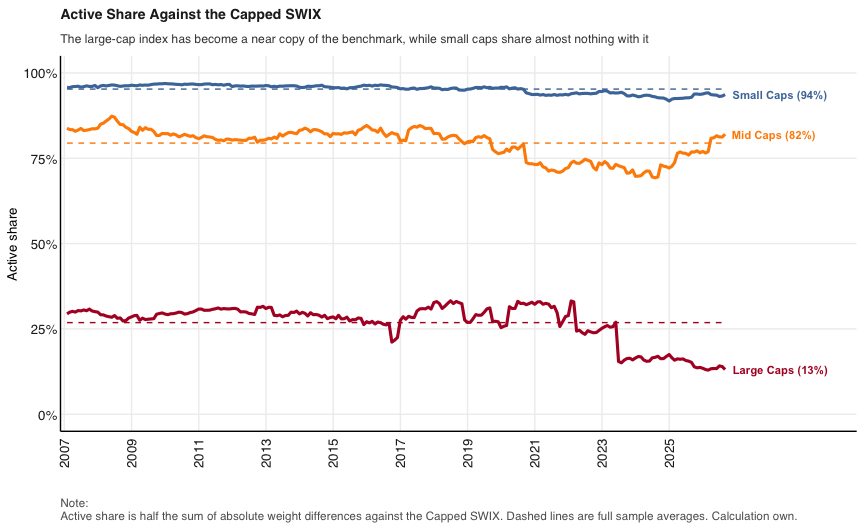 Active Share Against the Capped SWIX
The large-cap index has become a near copy of the benchmark, while small caps share almost nothing with it
Active share
100%
75%
50%
25%
0%
Small Caps (94%)
Mid Caps (82%)
Large Caps (13%)
2007
2009
2011
2013
2015
2017
2019
2021
2023
2025
Note:
Active share is half the sum of absolute weight differences against the Capped SWIX. Dashed lines are full sample averages. Calculation own.